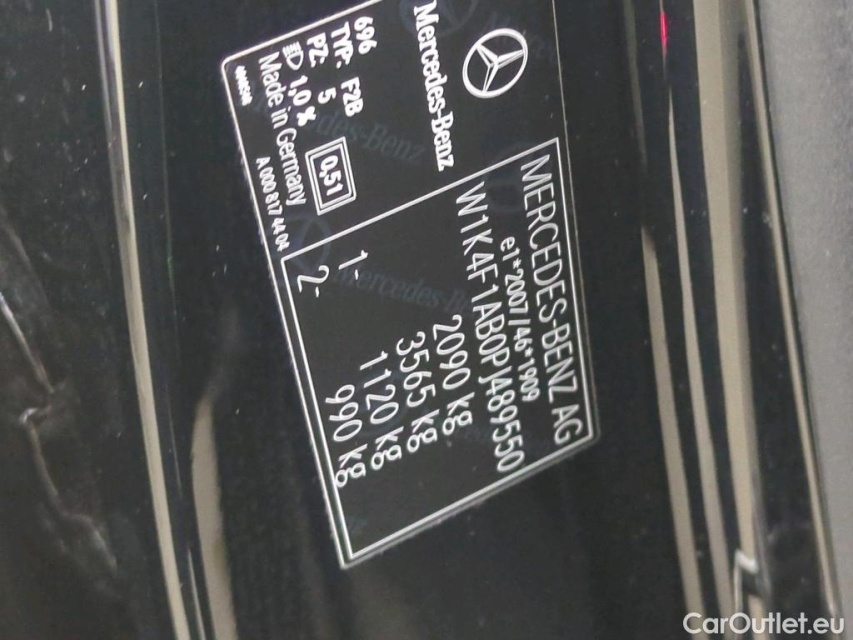 MERCEDES-BENZ AG
e1*2007/46*1909
W1K4F1AB0PJ489550
2090 kg
3565 kg
1- 1120 kg
2- 990 kg
Mercedes-Benz
696
TYP: F2B
PZ: 5
1,0 %
0,51
Made in Germany
A 000 817 44 04
CarOutlet.eu